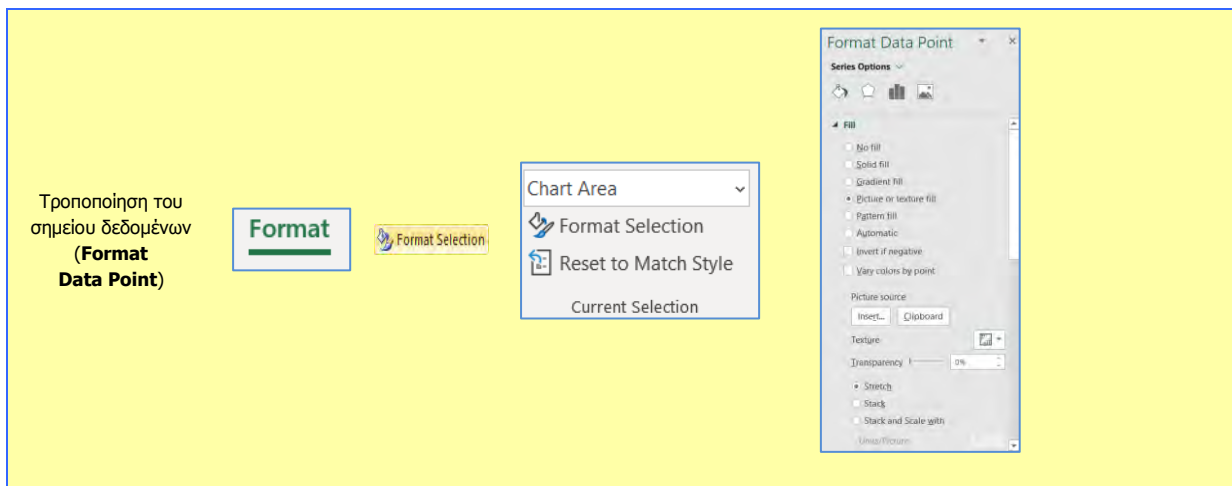 Τροποποίηση του
σημείου δεδομένων
(Format
Data Point)
Format
Format Selection
Chart Area
Format Selection
Reset to Match Style
Current Selection
Format Data Point
Series Options
Fill
No fill
Solid fill
Gradient fill
Picture or texture fill
Pattern fill
Automatic
Invert if negative
Vary colors by point
Picture source
Insert... Clipboard
Texture
Transparency 0%
Stretch
Stack
Stack and Scale with
Units/Picture